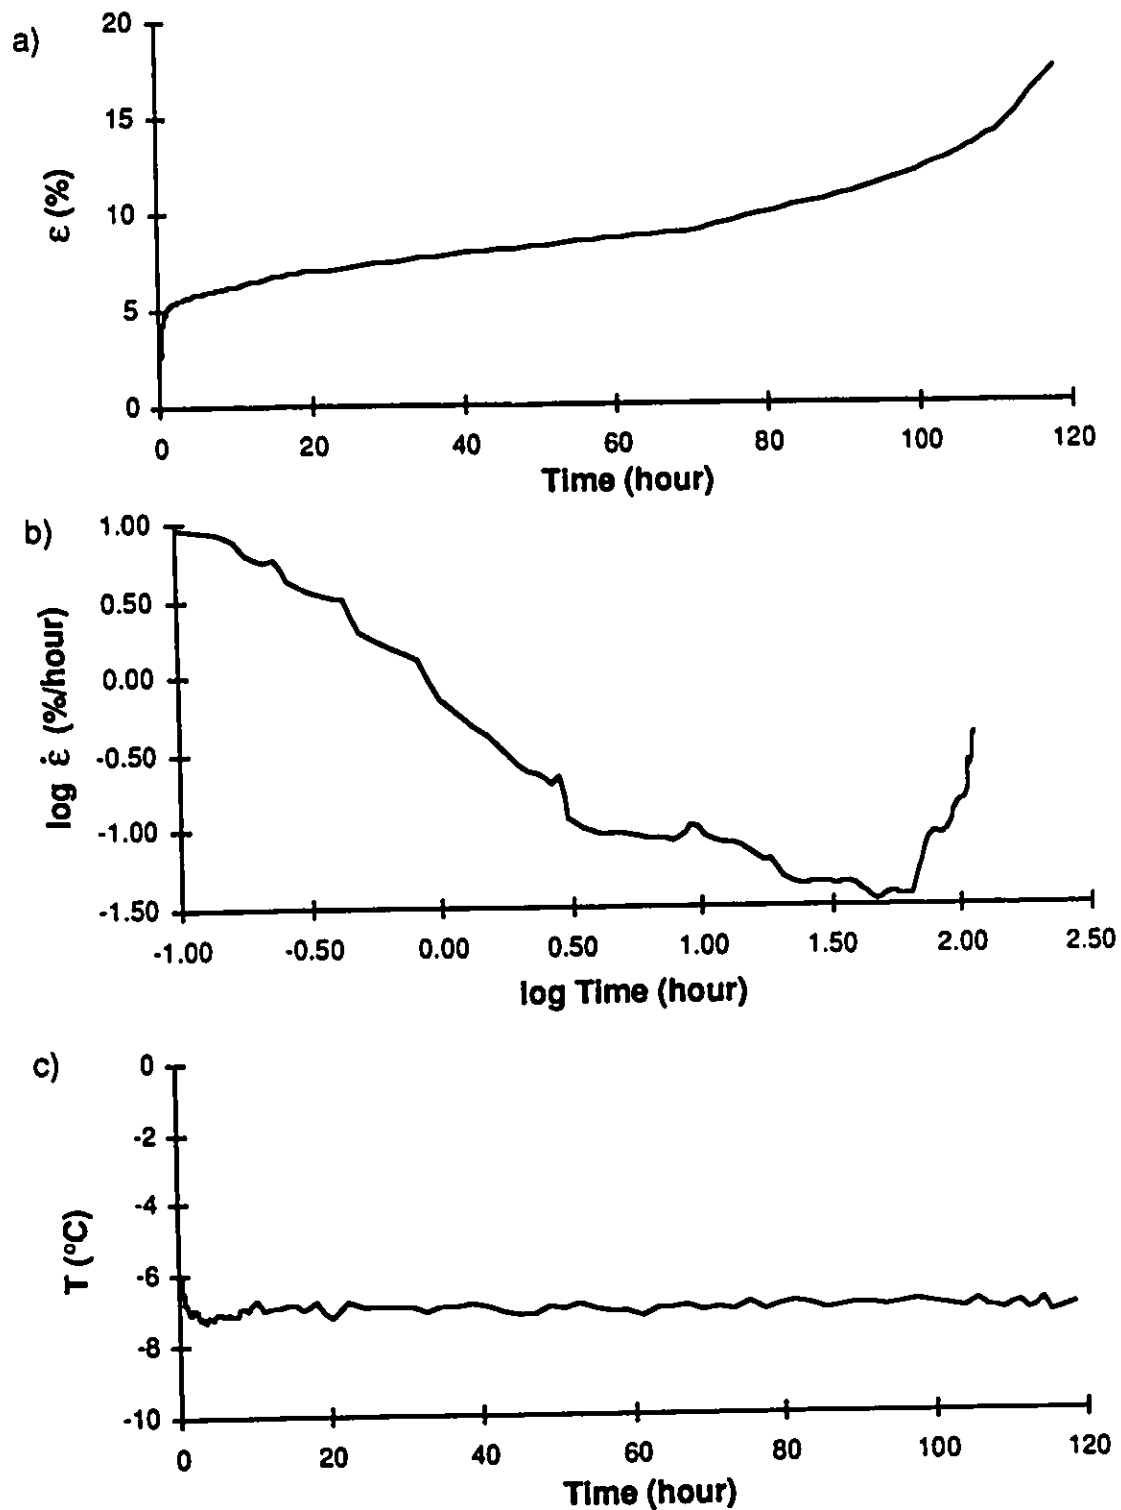 a)
20
15
10
5
0
ε (%)
0 20 40 60 80 100 120
Time (hour)
b)
1.00
0.50
0.00
-0.50
-1.00
-1.50
log ε̇ (%/hour)
-1.00 -0.50 0.00 0.50 1.00 1.50 2.00 2.50
log Time (hour)
c)
0
-2
-4
-6
-8
-10
T (°C)
0 20 40 60 80 100 120
Time (hour)